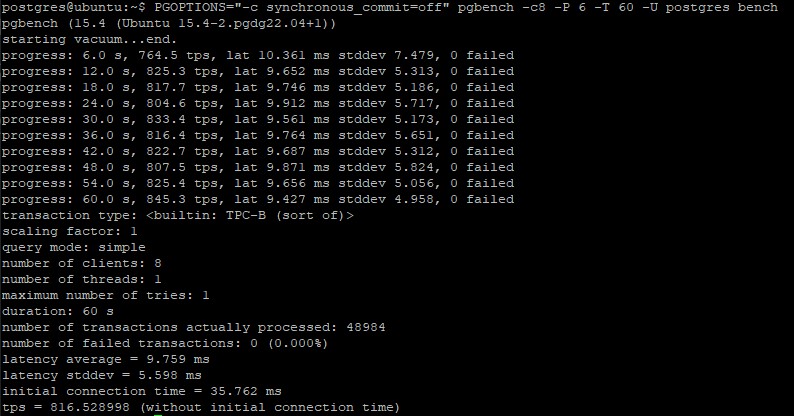 postgres@ubuntu:~$ PGOPTIONS="-c synchronous_commit=off" pgbench -c8 -P 6 -T 60 -U postgres bench
pgbench (15.4 (Ubuntu 15.4-2.pgdg22.04+1))
starting vacuum...end.
progress: 6.0 s, 764.5 tps, lat 10.361 ms stddev 7.479, 0 failed
progress: 12.0 s, 825.3 tps, lat 9.652 ms stddev 5.313, 0 failed
progress: 18.0 s, 817.7 tps, lat 9.746 ms stddev 5.186, 0 failed
progress: 24.0 s, 804.6 tps, lat 9.912 ms stddev 5.717, 0 failed
progress: 30.0 s, 833.4 tps, lat 9.561 ms stddev 5.173, 0 failed
progress: 36.0 s, 816.4 tps, lat 9.764 ms stddev 5.651, 0 failed
progress: 42.0 s, 822.7 tps, lat 9.687 ms stddev 5.312, 0 failed
progress: 48.0 s, 807.5 tps, lat 9.871 ms stddev 5.824, 0 failed
progress: 54.0 s, 825.4 tps, lat 9.656 ms stddev 5.056, 0 failed
progress: 60.0 s, 845.3 tps, lat 9.427 ms stddev 4.958, 0 failed
transaction type: <builtin: TPC-B (sort of)>
scaling factor: 1
query mode: simple
number of clients: 8
number of threads: 1
maximum number of tries: 1
duration: 60 s
number of transactions actually processed: 48984
number of failed transactions: 0 (0.000%)
latency average = 9.759 ms
latency stddev = 5.598 ms
initial connection time = 35.762 ms
tps = 816.528998 (without initial connection time)